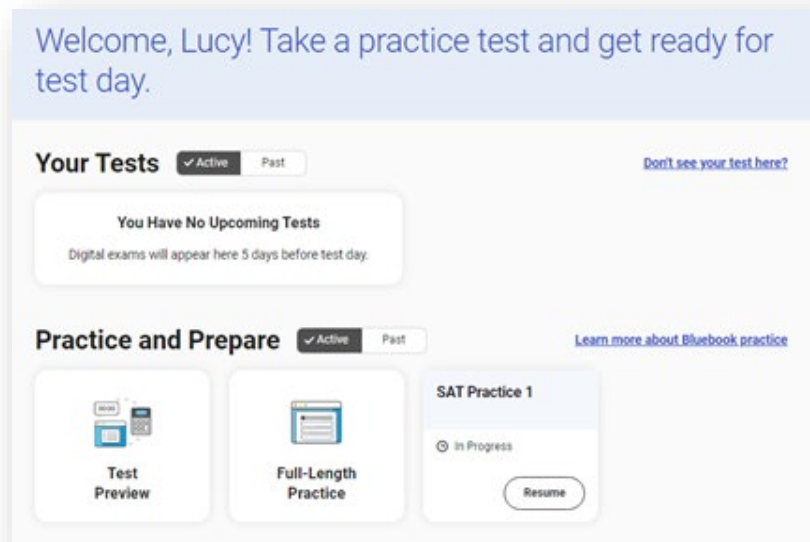 Welcome, Lucy! Take a practice test and get ready for
test day.
Your Tests
Active
Past
Don't see your test here?
You Have No Upcoming Tests
Digital exams will appear here 5 days before test day.
Practice and Prepare
Active
Past
Learn more about Bluebook practice
Test
Preview
Full-Length
Practice
SAT Practice 1
In Progress
Resume